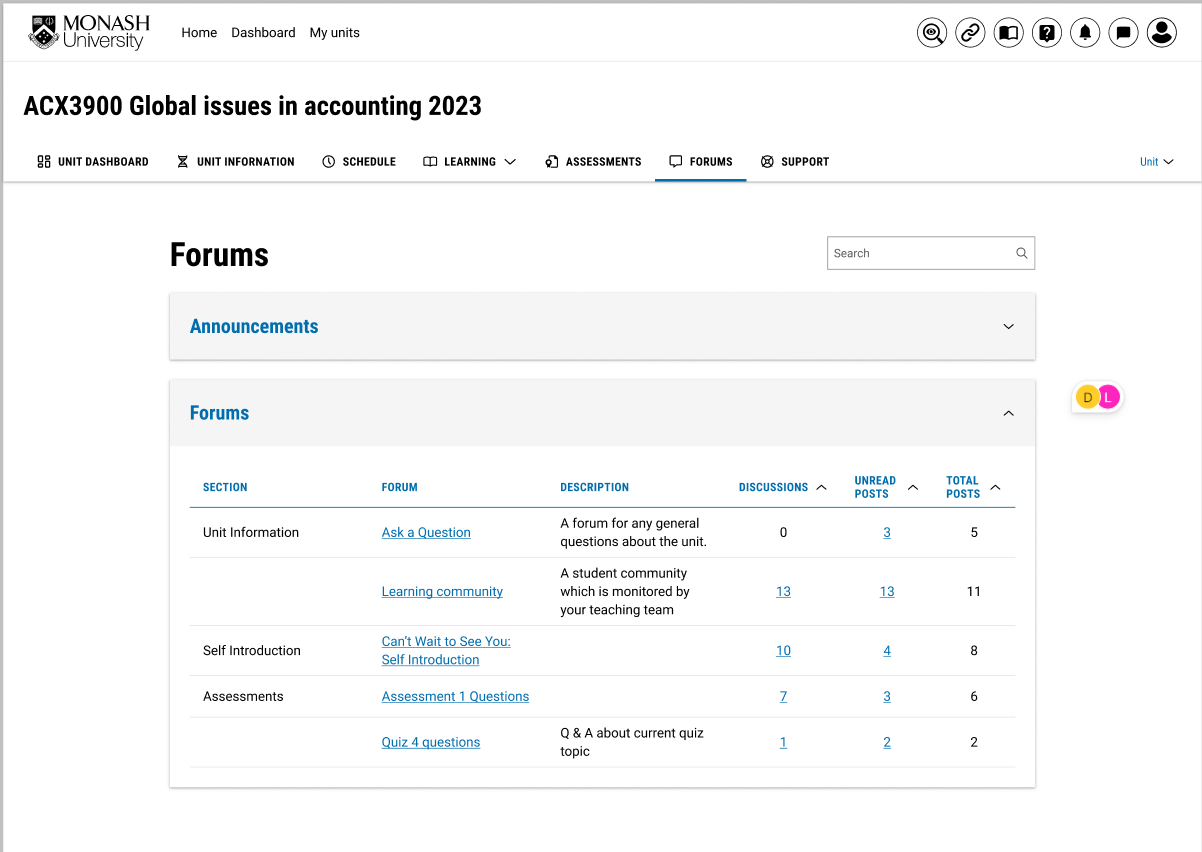 MONASH
University
Home Dashboard My units
ACX3900 Global issues in accounting 2023
UNIT DASHBOARD UNIT INFORMATION SCHEDULE LEARNING ASSESSMENTS FORUMS SUPPORT Unit
Forums
Search
Announcements
D L
Forums
SECTION FORUM DESCRIPTION DISCUSSIONS UNREAD POSTS TOTAL POSTS
Unit Information Ask a Question A forum for any general
questions about the unit. 0 3 5
Learning community A student community
which is monitored by
your teaching team 13 13 11
Self Introduction Can't Wait to See You:
Self Introduction 10 4 8
Assessments Assessment 1 Questions 7 3 6
Quiz 4 questions Q & A about current quiz
topic 1 2 2